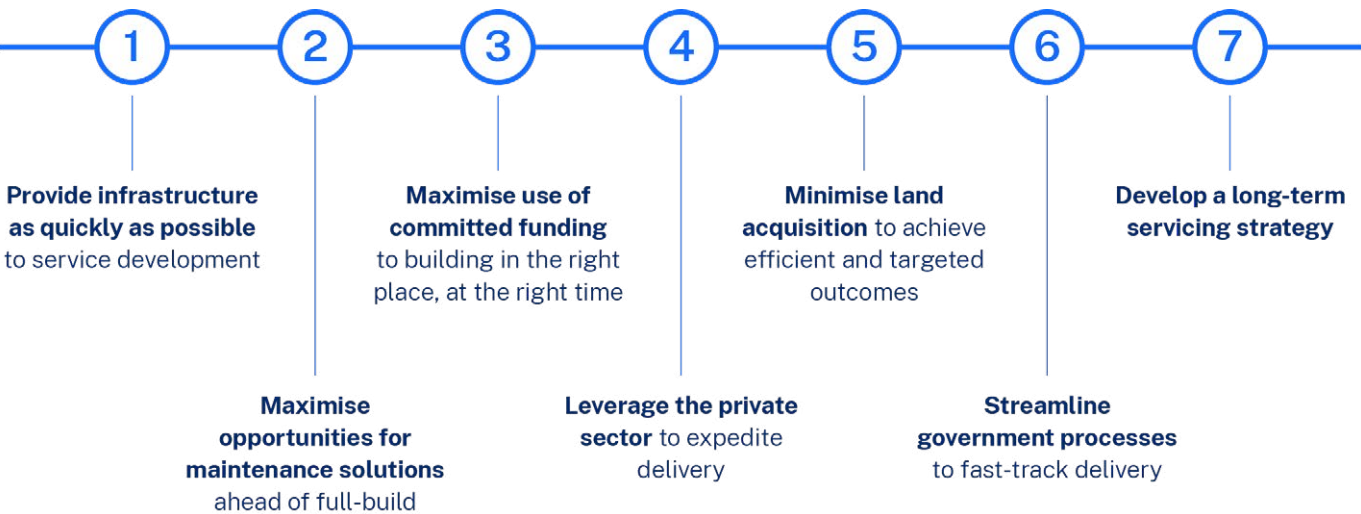 1
Provide infrastructure
as quickly as possible
to service development
2
Maximise
opportunities for
maintenance solutions
ahead of full-build
3
Maximise use of
committed funding
to building in the right
place, at the right time
4
Leverage the private
sector to expedite
delivery
5
Minimise land
acquisition to achieve
efficient and targeted
outcomes
6
Streamline
government processes
to fast-track delivery
7
Develop a long-term
servicing strategy